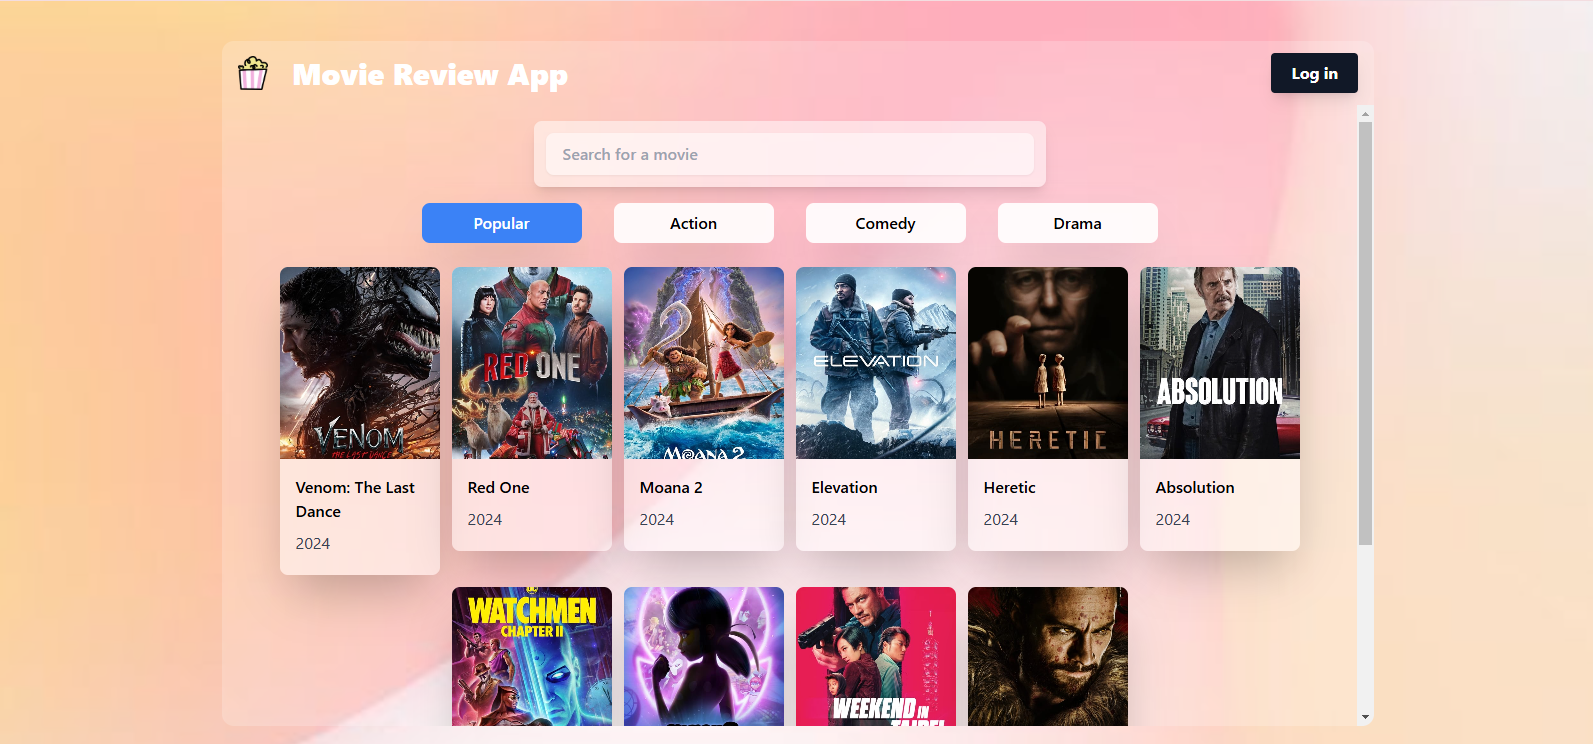 Movie Review App
Log in
Search for a movie
Popular
Action
Comedy
Drama
VENOM
THE LAST DANCE
RED ONE
MOANA 2
ELEVATION
HERETIC
ABSOLUTION
Venom: The Last
Dance
2024
Red One
2024
Moana 2
2024
Elevation
2024
Heretic
2024
Absolution
2024
DC
WATCHMEN
CHAPTER II
WEEKEND IN